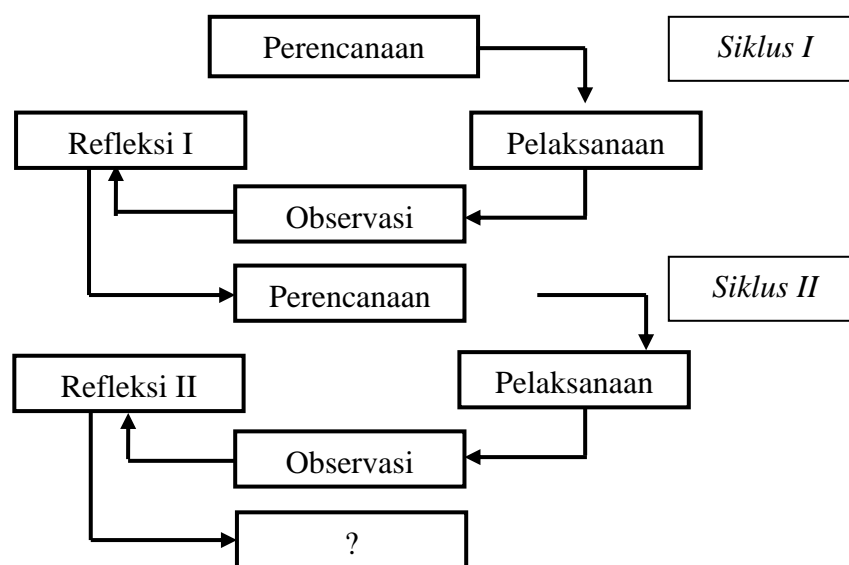 Perencanaan
Siklus I
Refleksi I
Pelaksanaan
Observasi
Perencanaan
Siklus II
Refleksi II
Pelaksanaan
Observasi
?